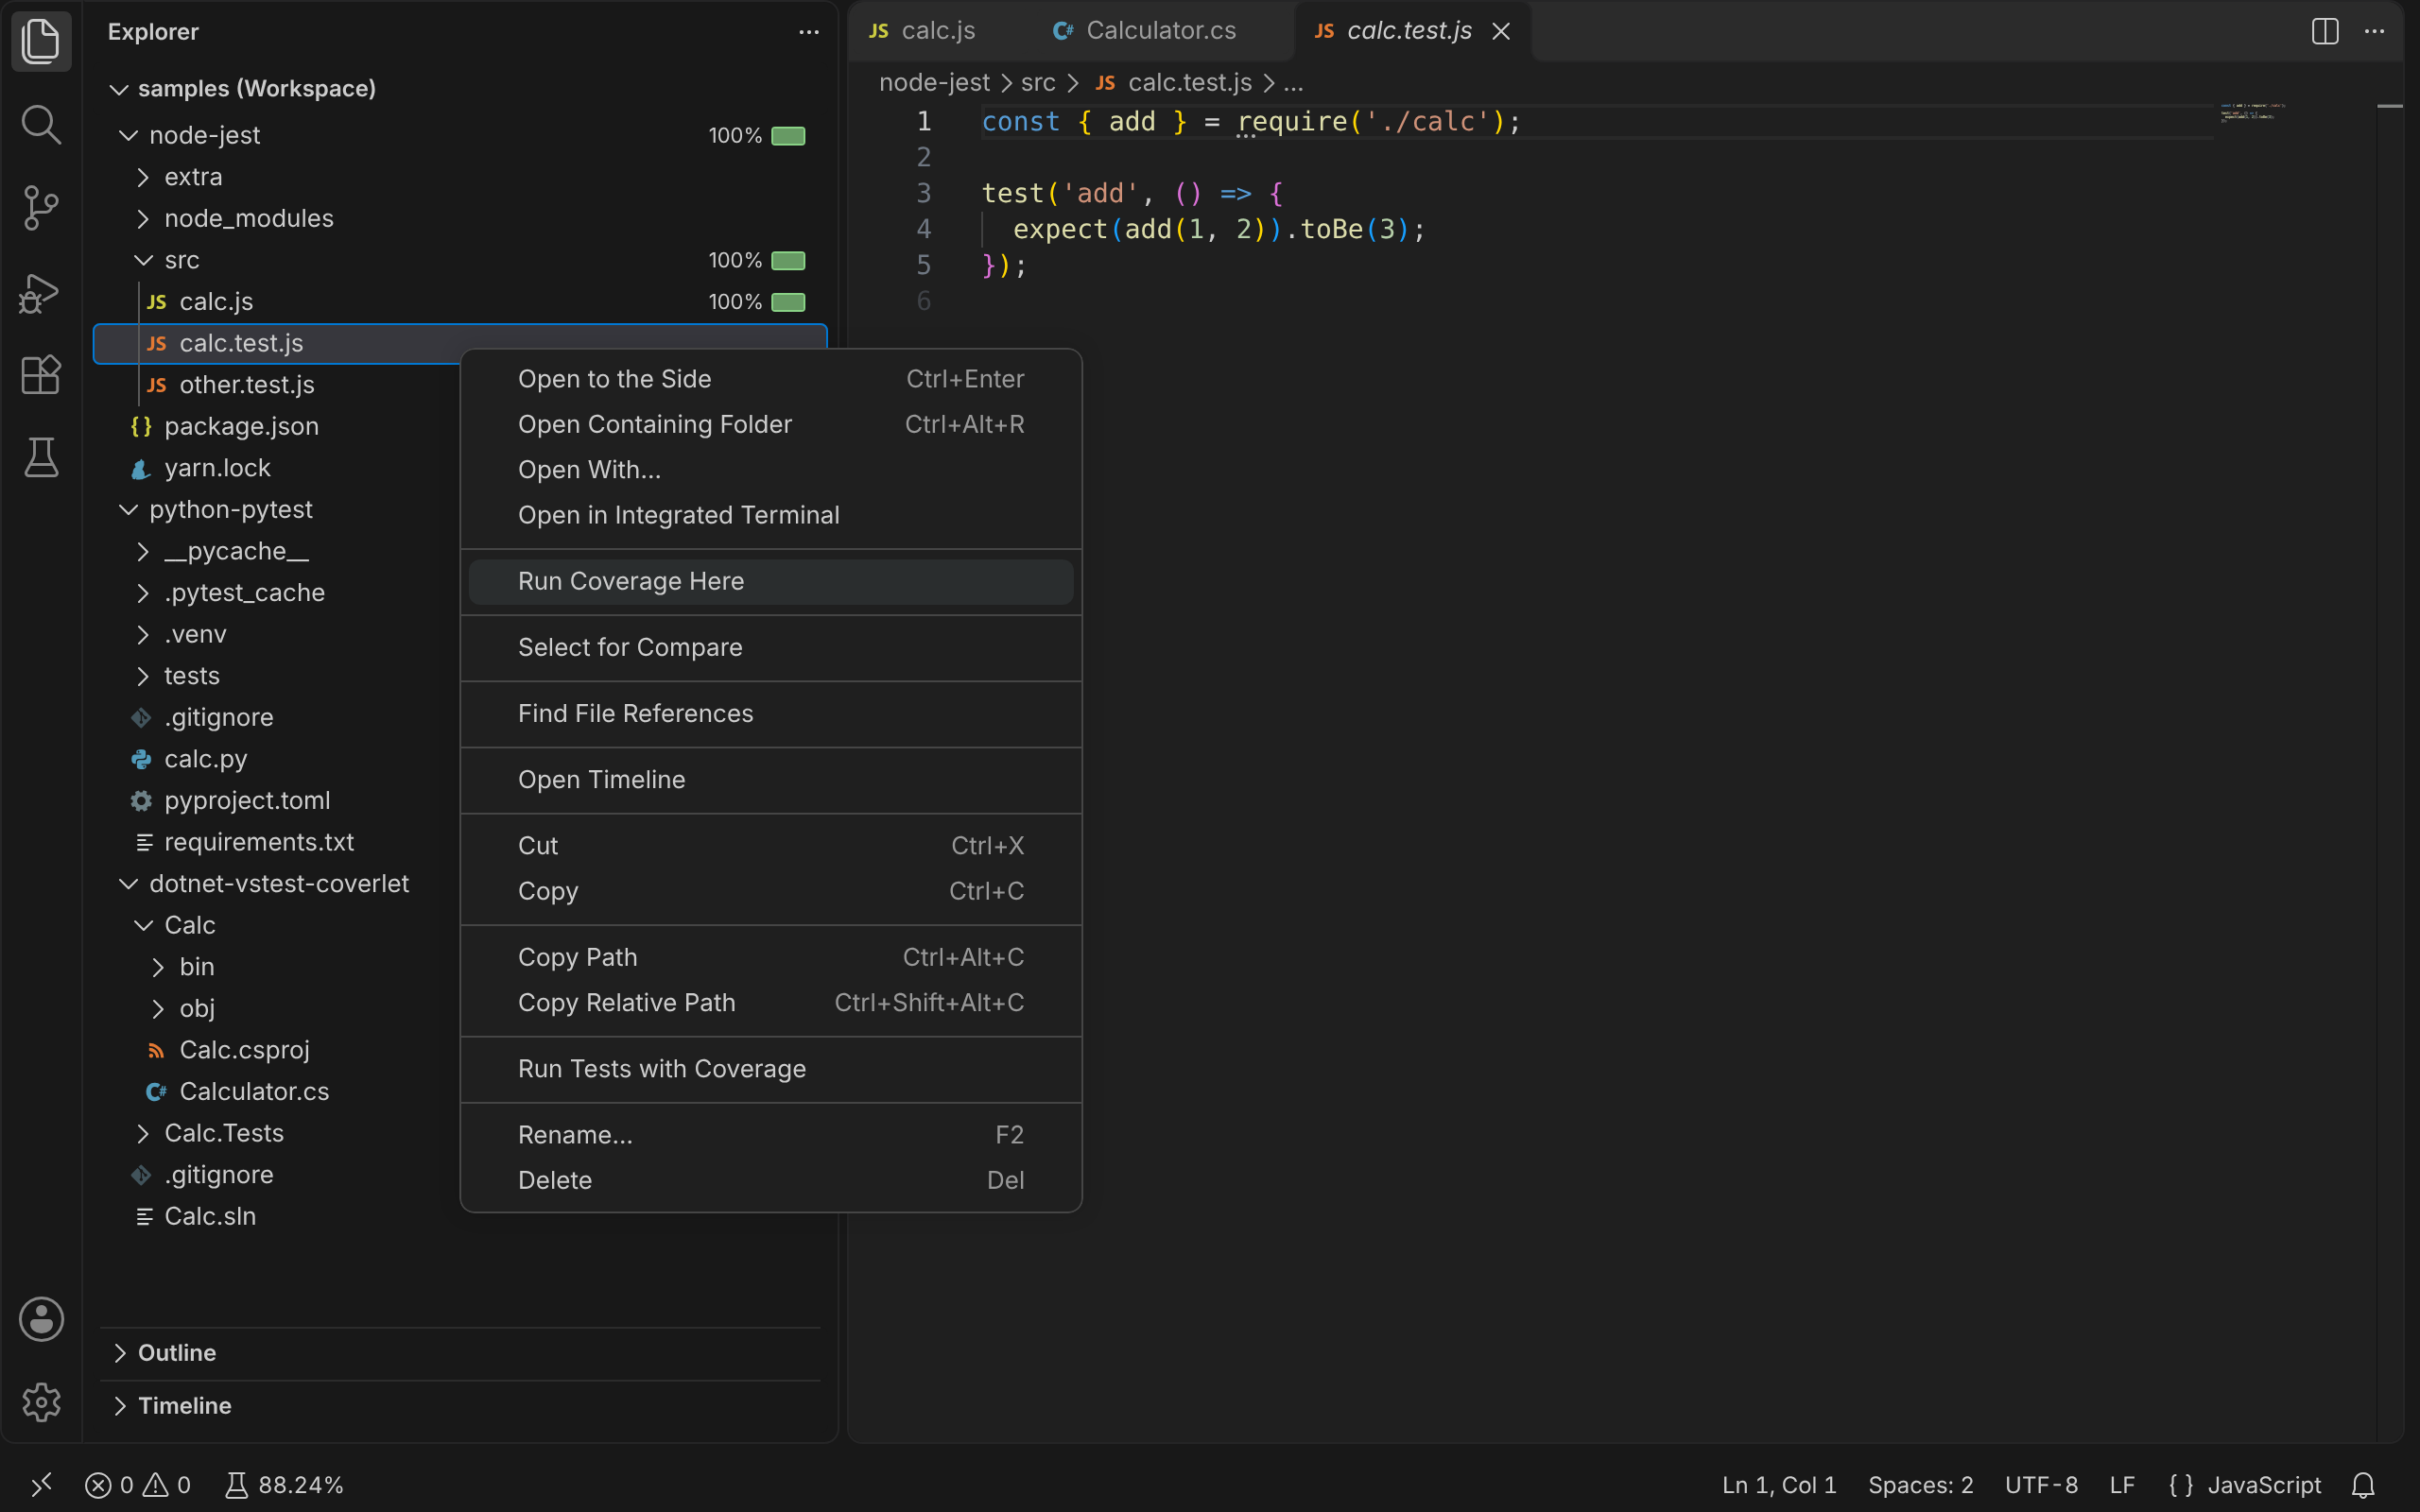 Explorer
samples (Workspace)
node-jest 100%
extra
node_modules
src 100%
JS calc.js 100%
JS calc.test.js
JS other.test.js
{} package.json
yarn.lock
python-pytest
__pycache__
.pytest_cache
.venv
tests
.gitignore
calc.py
pyproject.toml
requirements.txt
dotnet-vstest-coverlet
Calc
bin
obj
Calc.csproj
C# Calculator.cs
Calc.Tests
.gitignore
Calc.sln
Outline
Timeline
JS calc.js
C# Calculator.cs
JS calc.test.js
node-jest > src > JS calc.test.js > ...
1 const { add } = require('./calc');
2
3 test('add', () => {
4 expect(add(1, 2)).toBe(3);
5 });
6
Open to the Side Ctrl+Enter
Open Containing Folder Ctrl+Alt+R
Open With...
Open in Integrated Terminal
Run Coverage Here
Select for Compare
Find File References
Open Timeline
Cut Ctrl+X
Copy Ctrl+C
Copy Path Ctrl+Alt+C
Copy Relative Path Ctrl+Shift+Alt+C
Run Tests with Coverage
Rename... F2
Delete Del
0 0 88.24%
Ln 1, Col 1 Spaces: 2 UTF-8 LF {} JavaScript